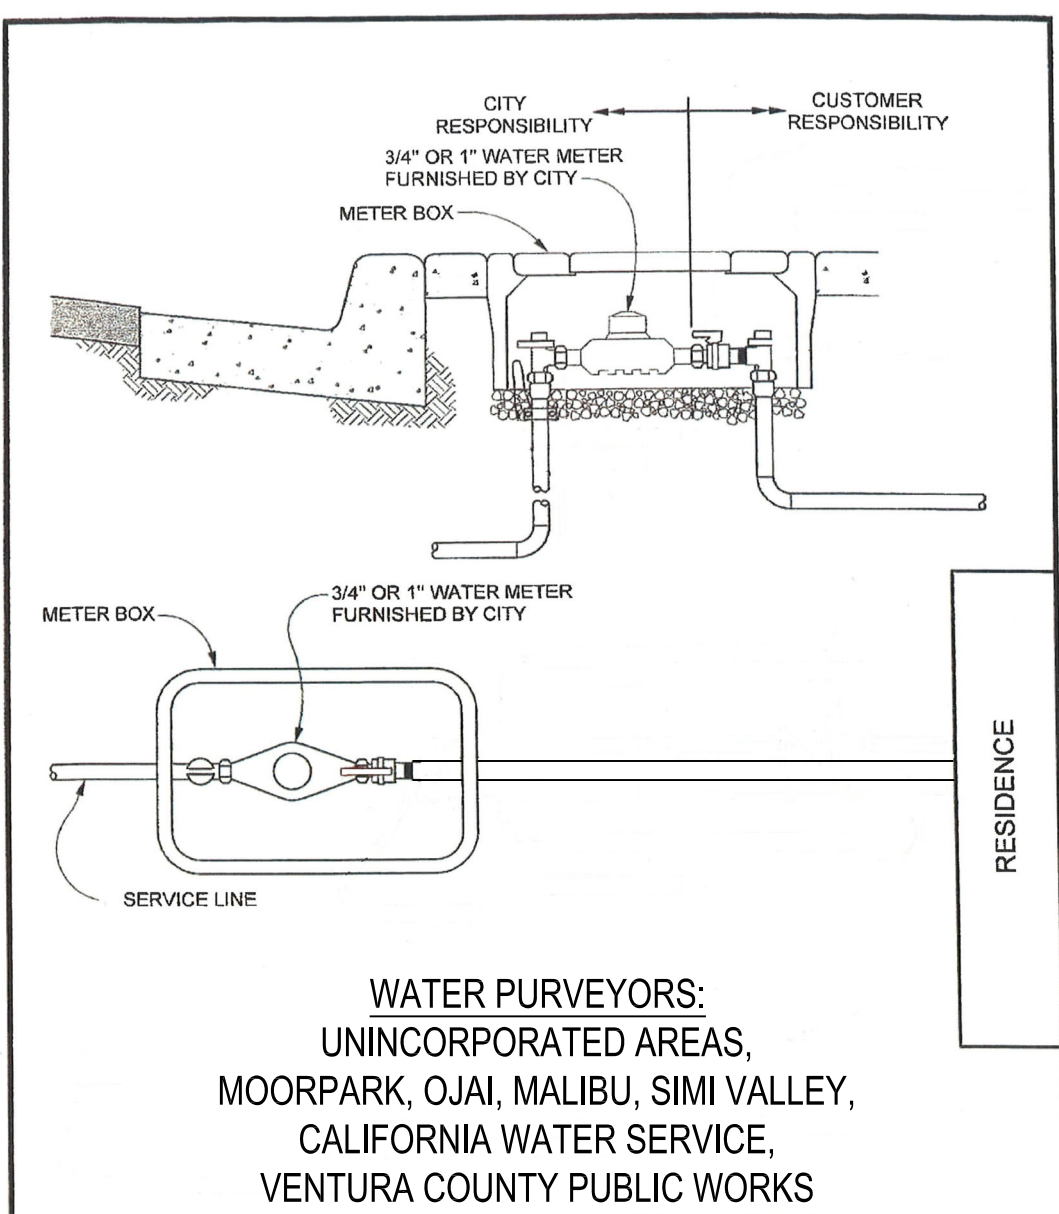 CITY
RESPONSIBILITY
CUSTOMER
RESPONSIBILITY
3/4" OR 1" WATER METER
FURNISHED BY CITY
METER BOX
3/4" OR 1" WATER METER
FURNISHED BY CITY
METER BOX
RESIDENCE
SERVICE LINE
WATER PURVEYORS:
UNINCORPORATED AREAS,
MOORPARK, OJAI, MALIBU, SIMI VALLEY,
CALIFORNIA WATER SERVICE,
VENTURA COUNTY PUBLIC WORKS